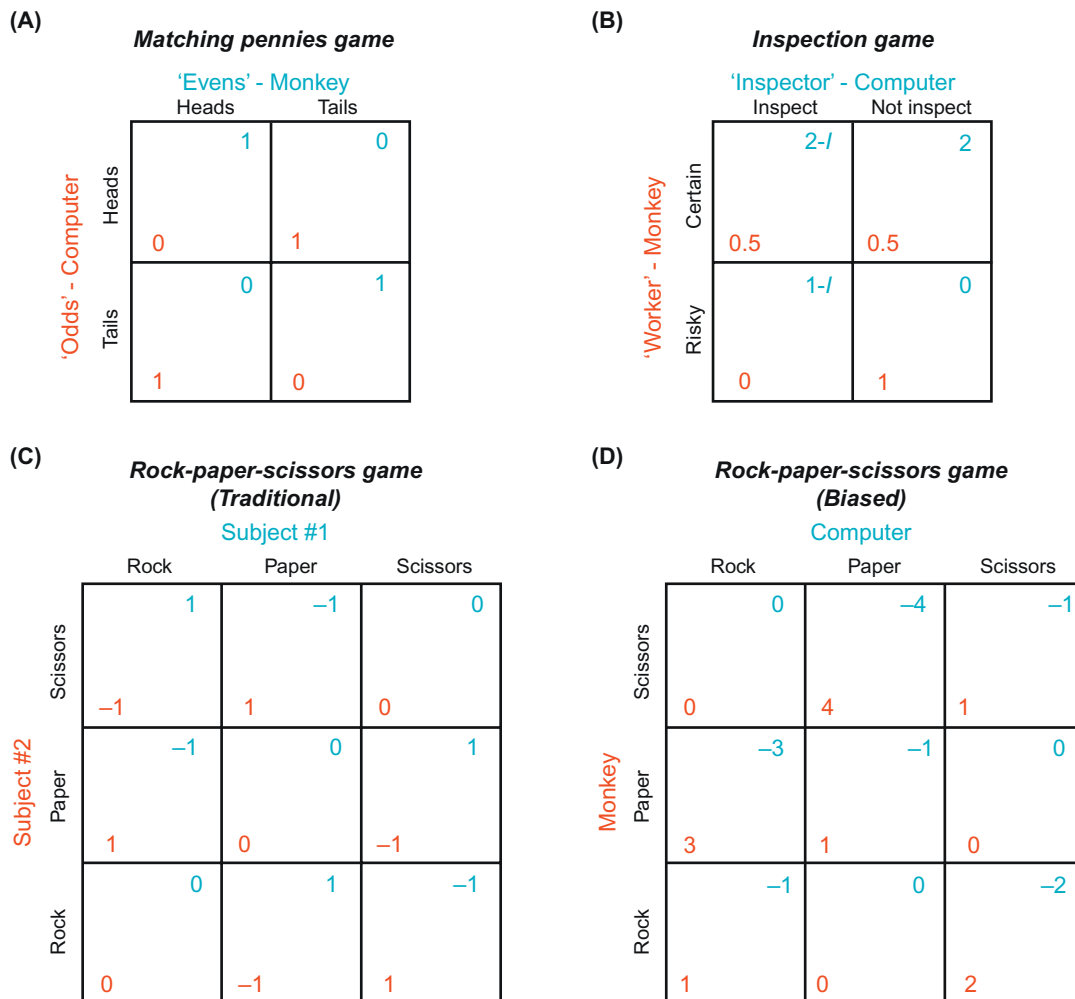 (A)
Matching pennies game
'Evens' - Monkey
Heads Tails
'Odds' - Computer
Heads
1 0
0 1
Tails
0 1
1 0
(B)
Inspection game
'Inspector' - Computer
Inspect Not inspect
'Worker' - Monkey
Certain
2-I 2
0.5 0.5
Risky
1-I 0
0 1
(C)
Rock-paper-scissors game
(Traditional)
Subject #1
Rock Paper Scissors
Subject #2
Scissors
1 –1 0
–1 1 0
Paper
–1 0 1
1 0 –1
Rock
0 1 –1
0 –1 1
(D)
Rock-paper-scissors game
(Biased)
Computer
Rock Paper Scissors
Monkey
Scissors
0 –4 –1
0 4 1
Paper
–3 –1 0
3 1 0
Rock
–1 0 –2
1 0 2